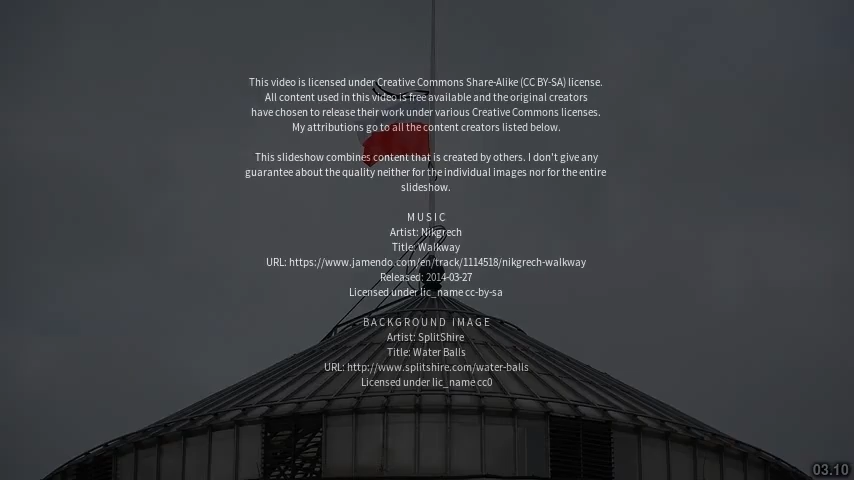 This video is licensed under Creative Commons Share-Alike (CC BY-SA) license.
All content used in this video is free available and the original creators
have chosen to release their work under various Creative Commons licenses.
My attributions go to all the content creators listed below.
This slideshow combines content that is created by others. I don't give any
guarantee about the quality neither for the individual images nor for the entire
slideshow.
MUSIC
Artist: Nikgrech
Title: Walkway
URL: https://www.jamendo.com/en/track/1114518/nikgrech-walkway
Released: 2014-03-27
Licensed under lic_name cc-by-sa
BACKGROUND IMAGE
Artist: SplitShire
Title: Water Balls
URL: http://www.splitshire.com/water-balls
Licensed under lic_name cc0
03.10